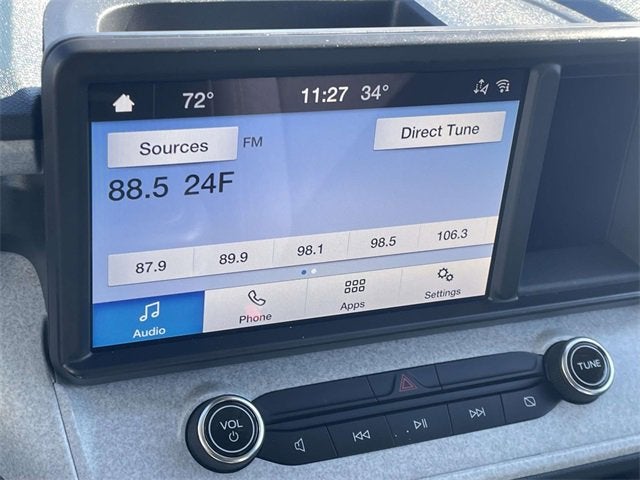 72° 11:27 34°
Sources FM Direct Tune
88.5 24F
87.9 89.9 98.1 98.5 106.3
Audio Phone Apps Settings
VOL TUNE